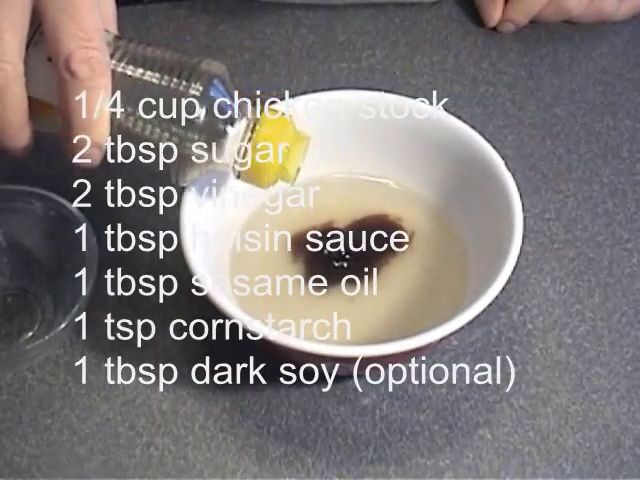 1/4 cup chicken stock
2 tbsp sugar
2 tbsp vinegar
1 tbsp hoisin sauce
1 tbsp sesame oil
1 tsp cornstarch
1 tbsp dark soy (optional)